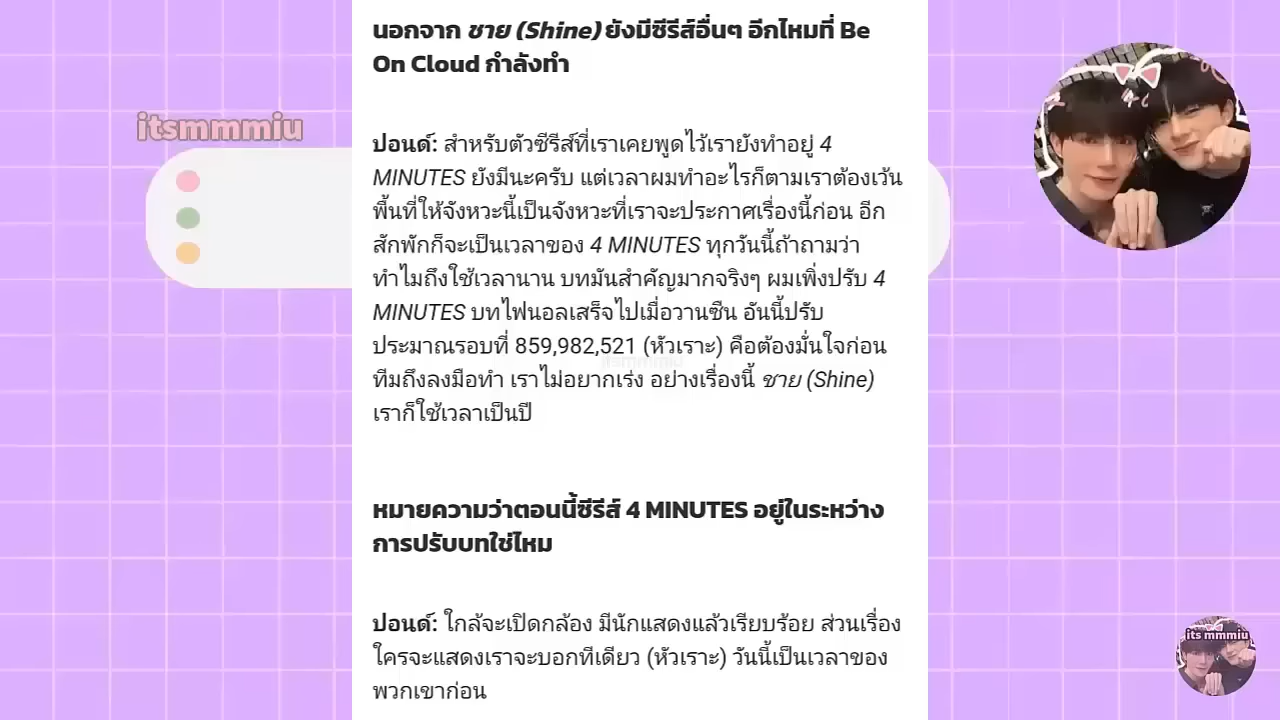 นอกจาก ชาย (Shine) ยังมีซีรีส์อื่นๆ อีกไหมที่ Be
On Cloud กำลังทำ
itsmmmiu
ปอนด์: สำหรับตัวซีรีส์ที่เราเคยพูดไว้เรายังทำอยู่ 4
MINUTES ยังมีนะครับ แต่เวลาผมทำอะไรก็ตามเราต้องเว้น
พื้นที่ให้จังหวะนี้เป็นจังหวะที่เราจะประกาศเรื่องนี้ก่อน อีก
สักพักก็จะเป็นเวลาของ 4 MINUTES ทุกวันนี้ถ้าถามว่า
ทำไมถึงใช้เวลานาน บทมันสำคัญมากจริงๆ ผมเพิ่งปรับ 4
MINUTES บทไฟนอลเสร็จไปเมื่อวานซืน อันนี้ปรับ
ประมาณรอบที่ 859,982,521 (หัวเราะ) คือต้องมั่นใจก่อน
itsmmmiu
ทีมถึงลงมือทำ เราไม่อยากเร่ง อย่างเรื่องนี้ ชาย (Shine)
เราก็ใช้เวลาเป็นปี
หมายความว่าตอนนี้ซีรีส์ 4 MINUTES อยู่ในระหว่าง
การปรับบทใช่ไหม
ปอนด์: ใกล้จะเปิดกล้อง มีนักแสดงแล้วเรียบร้อย ส่วนเรื่อง
ใครจะแสดงเราจะบอกทีเดียว (หัวเราะ) วันนี้เป็นเวลาของ
พวกเขาก่อน
its mmmiu